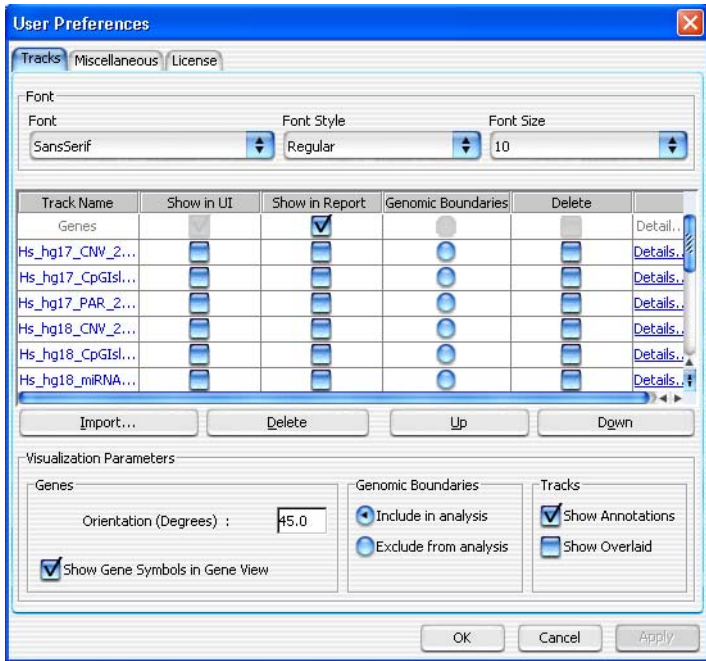 User Preferences
Tracks Miscellaneous License
Font
Font Font Style Font Size
SansSerif Regular 10
Track Name Show in UI Show in Report Genomic Boundaries Delete
Genes Detail..
Hs_hg17_CNV_2... Details..
Hs_hg17_CpGIsl... Details..
Hs_hg17_PAR_2... Details..
Hs_hg18_CNV_2... Details..
Hs_hg18_CpGIsl... Details..
Hs_hg18_miRNA... Details..
Import... Delete Up Down
Visualization Parameters
Genes Genomic Boundaries Tracks
Orientation (Degrees) : 45.0 Include in analysis Show Annotations
Exclude from analysis Show Overlaid
Show Gene Symbols in Gene View
OK Cancel Apply